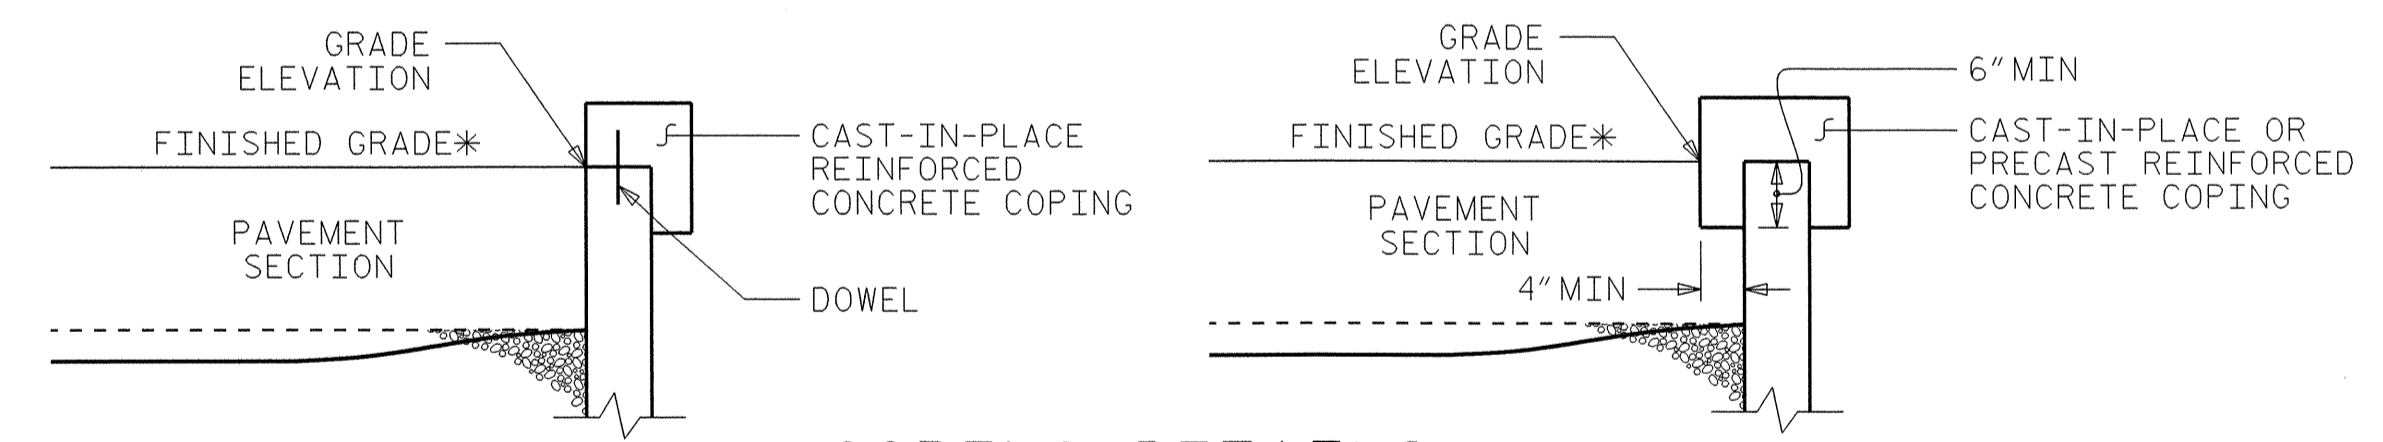 GRADE
ELEVATION
FINISHED GRADE*
PAVEMENT
SECTION
CAST-IN-PLACE
REINFORCED
CONCRETE COPING
DOWEL
GRADE
ELEVATION
FINISHED GRADE*
PAVEMENT
SECTION
6"MIN
CAST-IN-PLACE OR
PRECAST REINFORCED
CONCRETE COPING
4"MIN